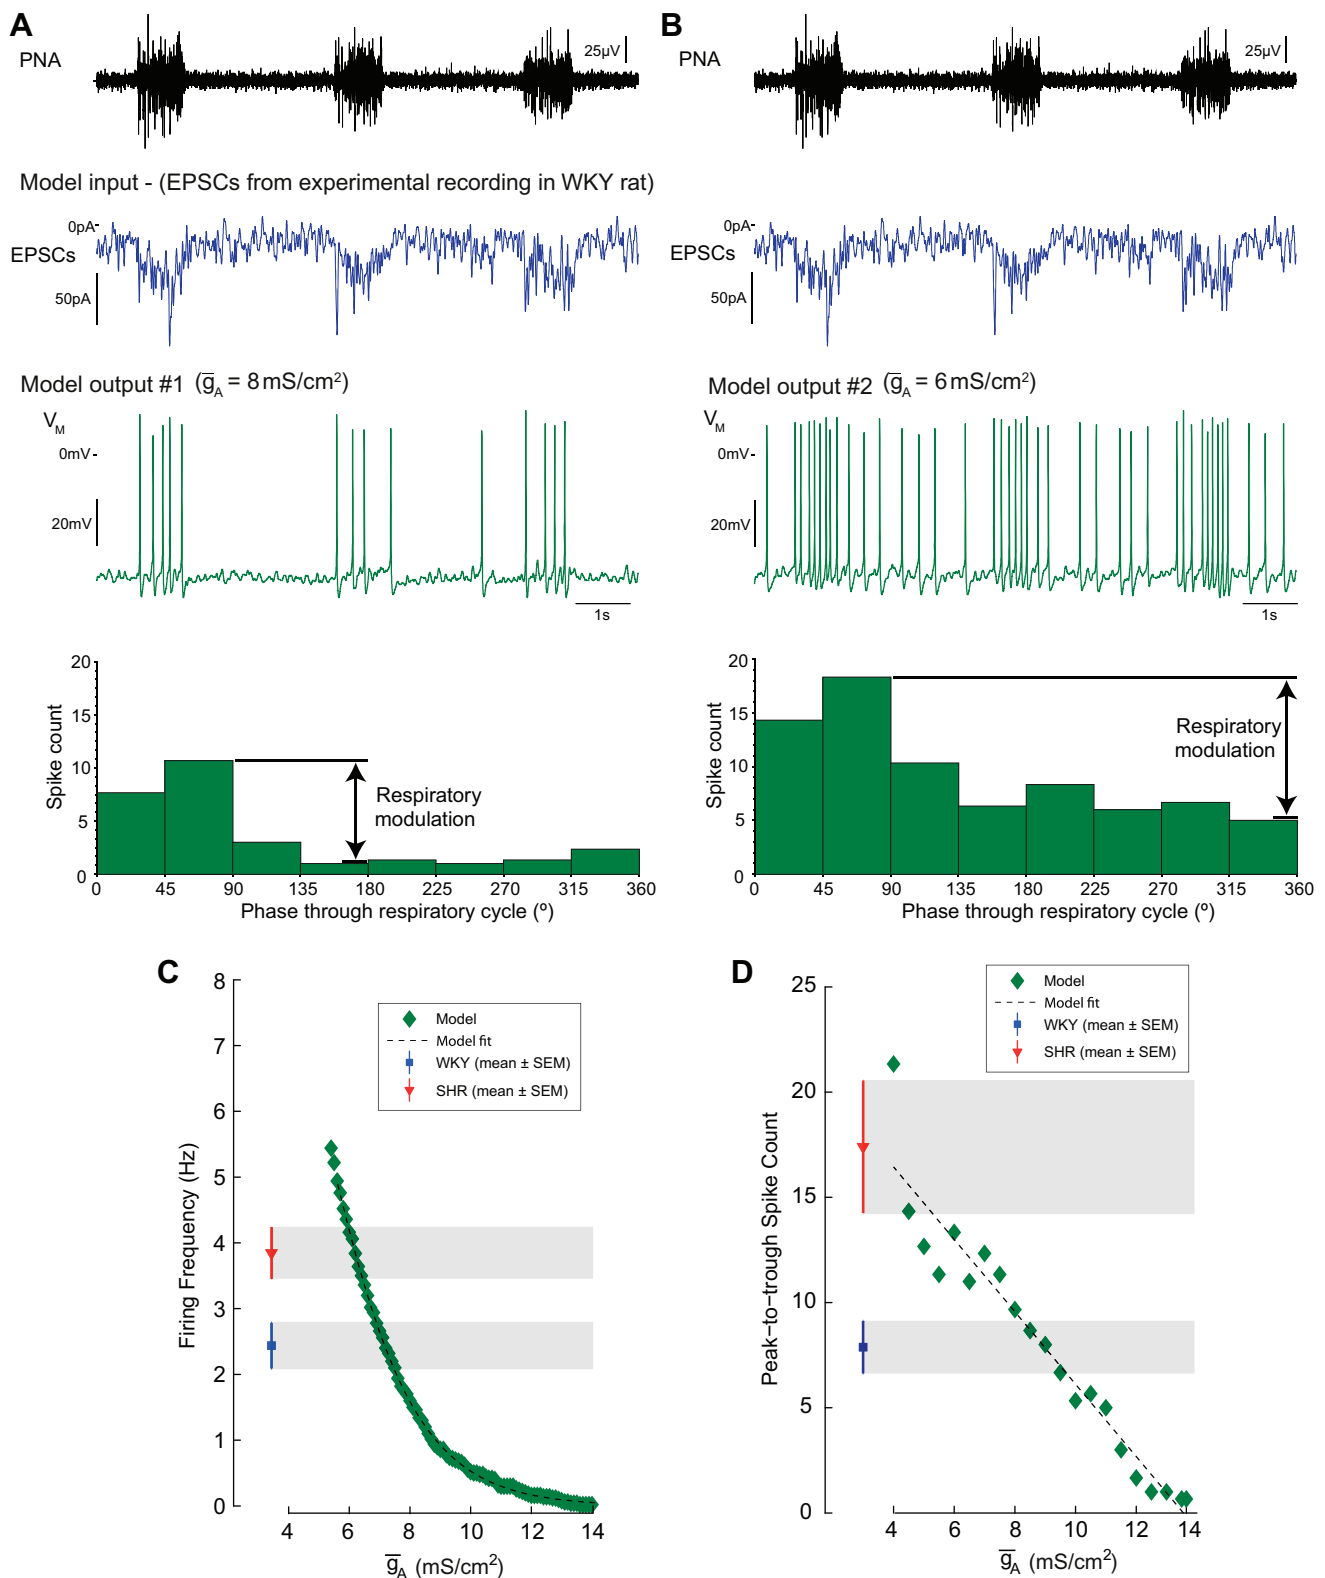 A
B
PNA
25µV
PNA
25µV
Model input - (EPSCs from experimental recording in WKY rat)
0pA
EPSCs
50pA
0pA
EPSCs
50pA
Model output #1 (g̅A = 8 mS/cm²)
Model output #2 (g̅A = 6 mS/cm²)
VM
0mV
20mV
1s
VM
0mV
20mV
1s
20
15
10
5
0
Spike count
Respiratory
modulation
0 45 90 135 180 225 270 315 360
Phase through respiratory cycle (º)
20
15
10
5
0
Spike count
Respiratory
modulation
0 45 90 135 180 225 270 315 360
Phase through respiratory cycle (º)
C
8
7
6
5
4
3
2
1
0
Firing Frequency (Hz)
Model
Model fit
WKY (mean ± SEM)
SHR (mean ± SEM)
4 6 8 10 12 14
g̅A (mS/cm²)
D
25
20
15
10
5
0
Peak−to−trough Spike Count
Model
Model fit
WKY (mean ± SEM)
SHR (mean ± SEM)
4 6 8 10 12 14
g̅A (mS/cm²)